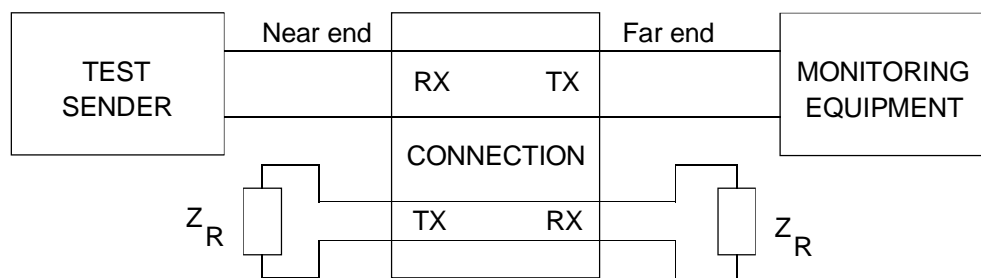 Near end
Far end
TEST
SENDER
RX TX
MONITORING
EQUIPMENT
CONNECTION
Z R
TX RX
Z R